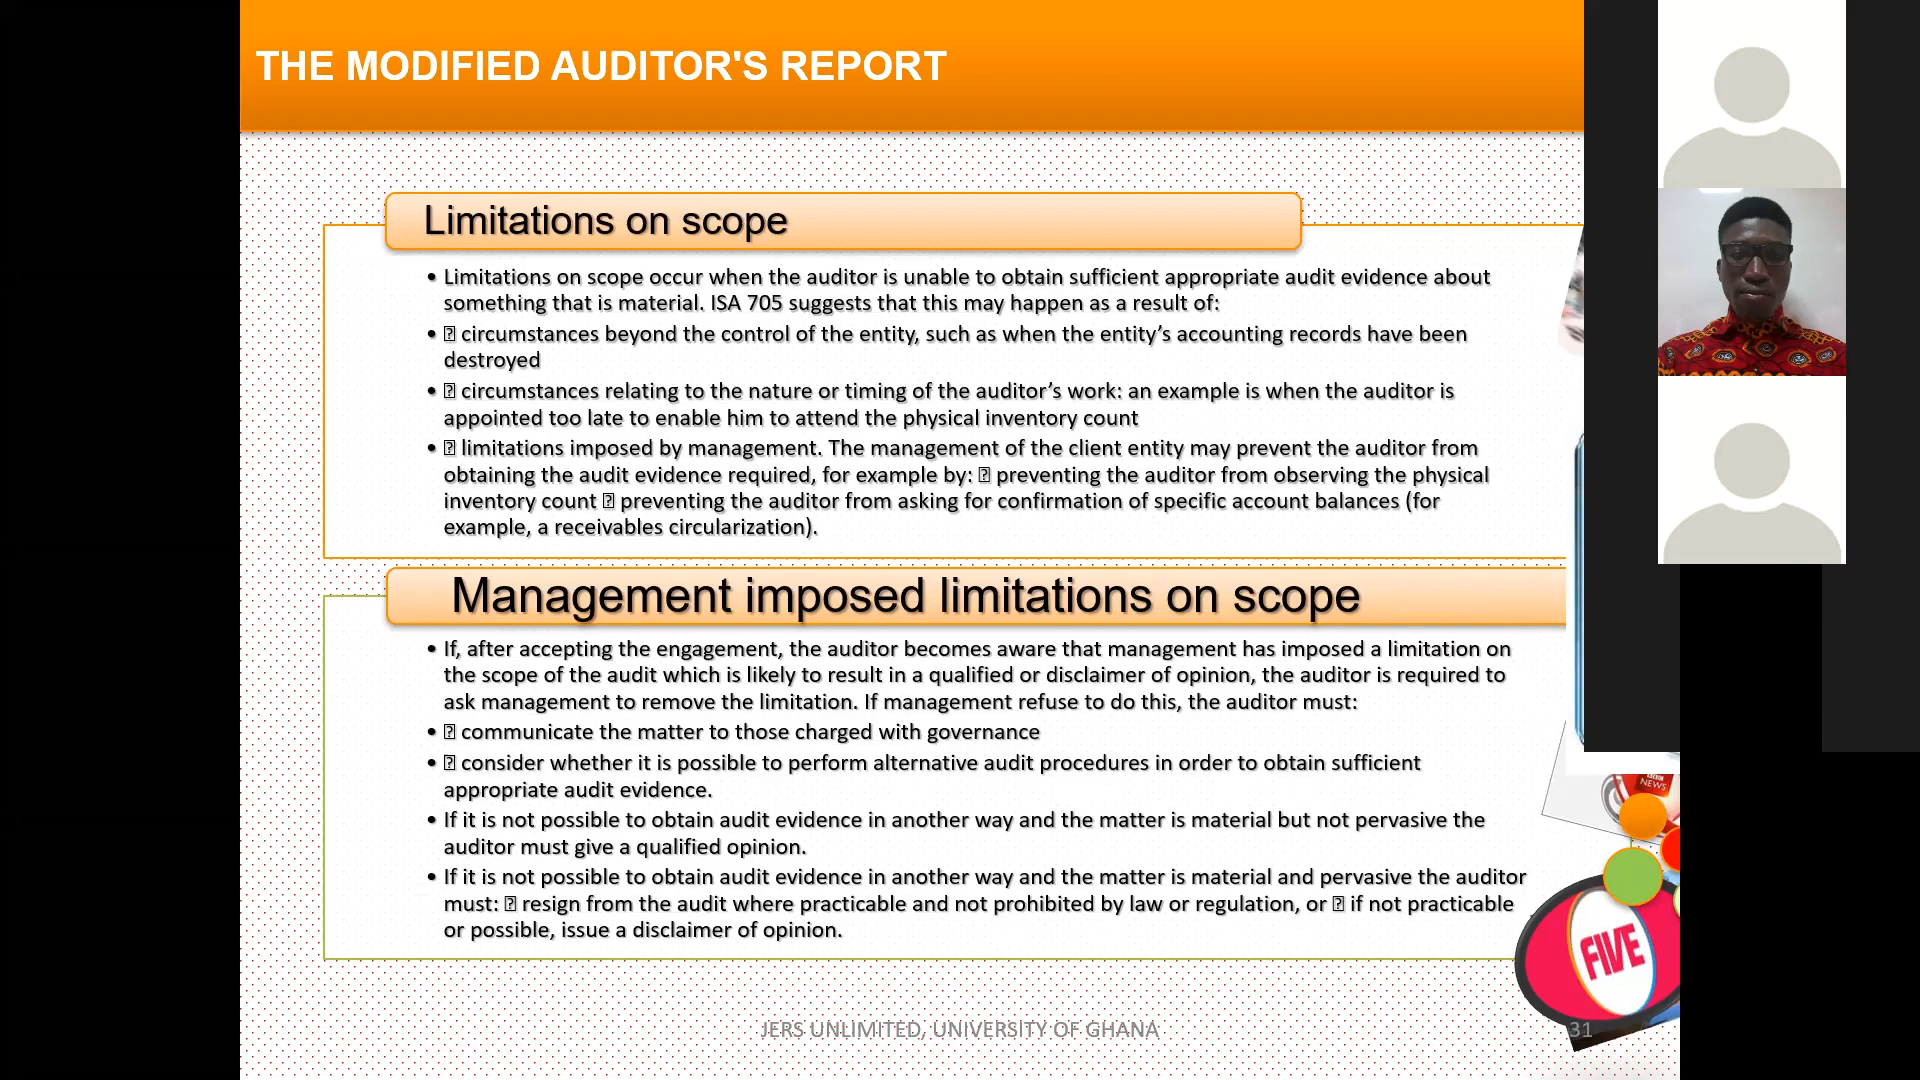 THE MODIFIED AUDITOR'S REPORT
Limitations on scope
• Limitations on scope occur when the auditor is unable to obtain sufficient appropriate audit evidence about
something that is material. ISA 705 suggests that this may happen as a result of:
• ⍰ circumstances beyond the control of the entity, such as when the entity’s accounting records have been
destroyed
• ⍰ circumstances relating to the nature or timing of the auditor’s work: an example is when the auditor is
appointed too late to enable him to attend the physical inventory count
• ⍰ limitations imposed by management. The management of the client entity may prevent the auditor from
obtaining the audit evidence required, for example by: ⍰ preventing the auditor from observing the physical
inventory count ⍰ preventing the auditor from asking for confirmation of specific account balances (for
example, a receivables circularization).
Management imposed limitations on scope
• If, after accepting the engagement, the auditor becomes aware that management has imposed a limitation on
the scope of the audit which is likely to result in a qualified or disclaimer of opinion, the auditor is required to
ask management to remove the limitation. If management refuse to do this, the auditor must:
• ⍰ communicate the matter to those charged with governance
• ⍰ consider whether it is possible to perform alternative audit procedures in order to obtain sufficient
appropriate audit evidence.
• If it is not possible to obtain audit evidence in another way and the matter is material but not pervasive the
auditor must give a qualified opinion.
• If it is not possible to obtain audit evidence in another way and the matter is material and pervasive the auditor
must: ⍰ resign from the audit where practicable and not prohibited by law or regulation, or ⍰ if not practicable
or possible, issue a disclaimer of opinion.
BBC
NEWS
FIVE
JERS UNLIMITED, UNIVERSITY OF GHANA
31